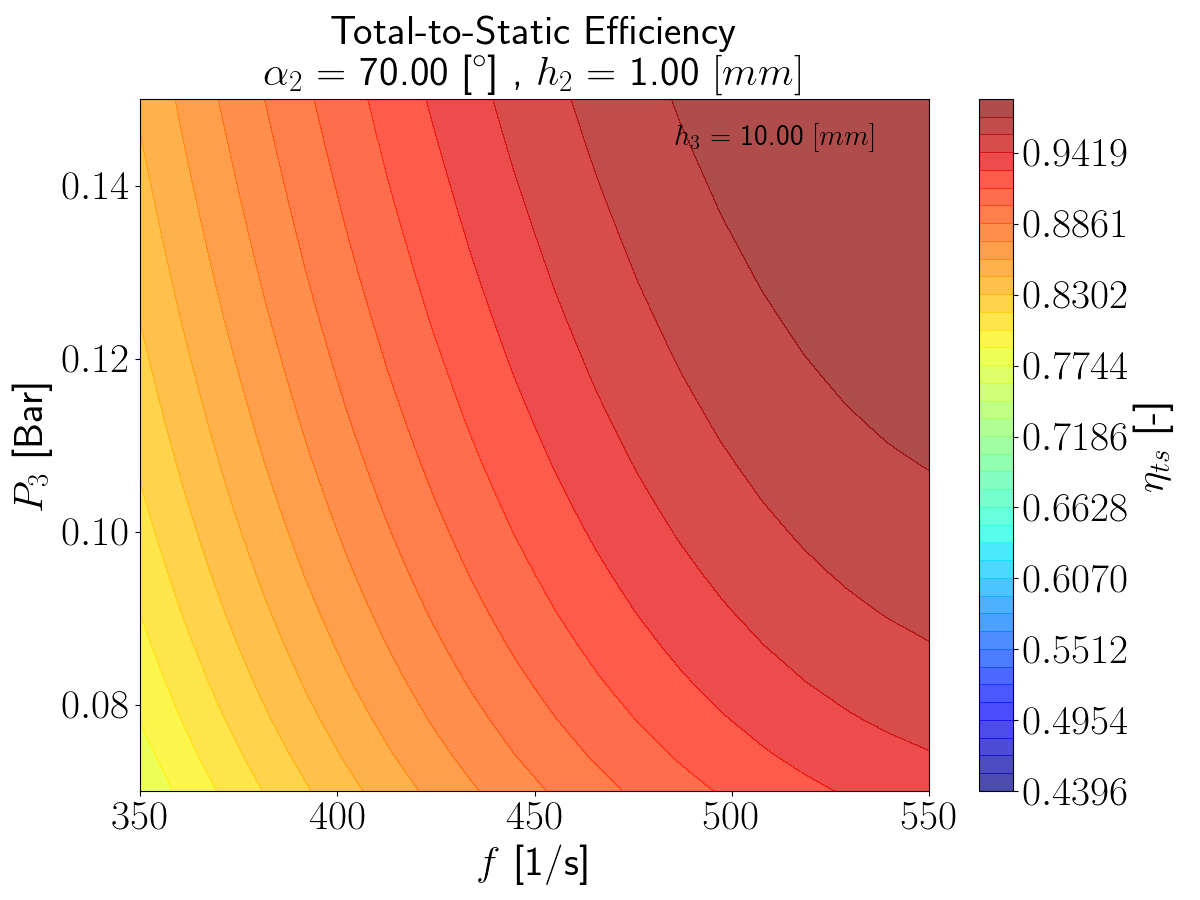 Total-to-Static Efficiency
α₂ = 70.00 [°] , h₂ = 1.00 [mm]
h₃ = 10.00 [mm]
0.14
0.12
0.10
0.08
P₃ [Bar]
350 400 450 500 550
f [1/s]
0.9419
0.8861
0.8302
0.7744
0.7186
0.6628
0.6070
0.5512
0.4954
0.4396
η_ts [-]